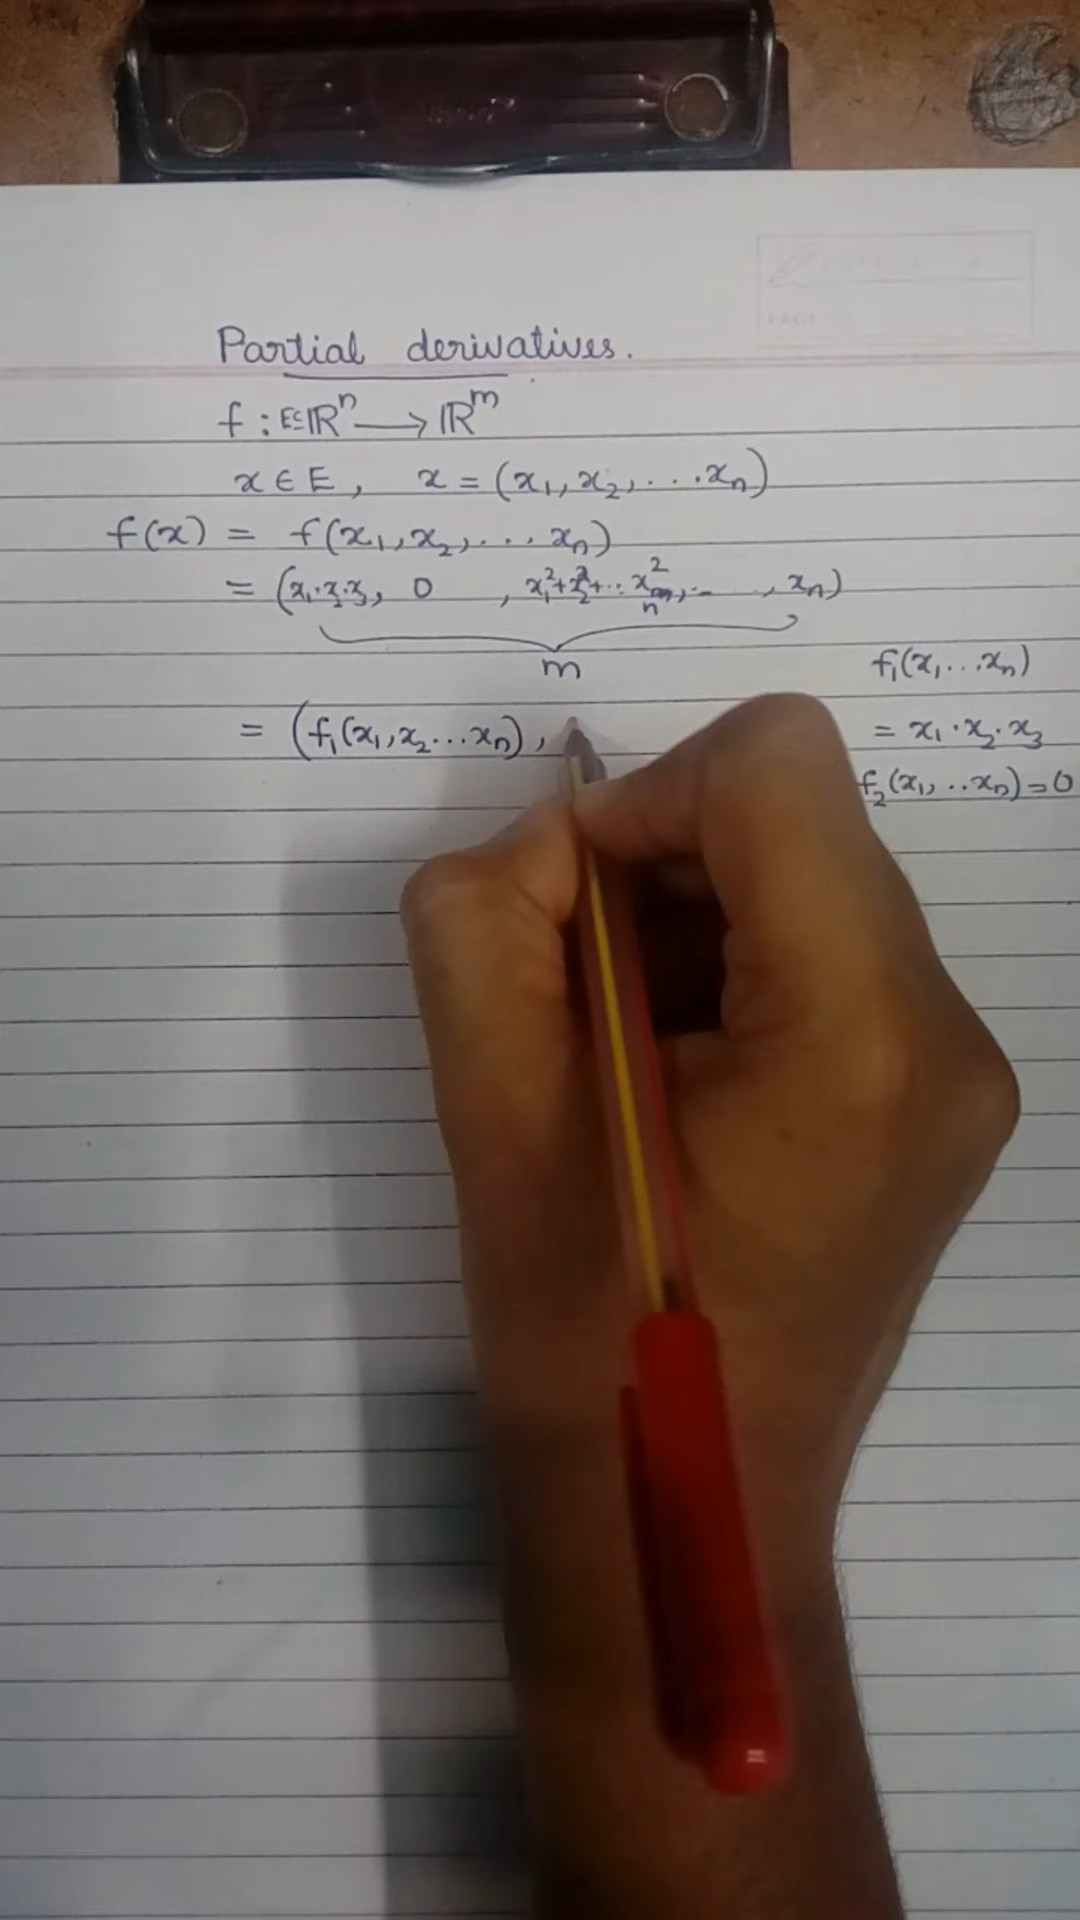 Partial derivatives.
f : E⊆ℝⁿ ⟶ ℝᵐ
x ∈ E, x = (x₁, x₂, ... xₙ)
f(x) = f(x₁, x₂, ... xₙ)
= (x₁·x₂·x₃, 0 , x₁²+x₂²+..xₙ², - ... , xₙ)
m
= (f₁(x₁, x₂...xₙ),
f₁(x₁...xₙ)
= x₁·x₂·x₃
f₂(x₁, ..xₙ)=0